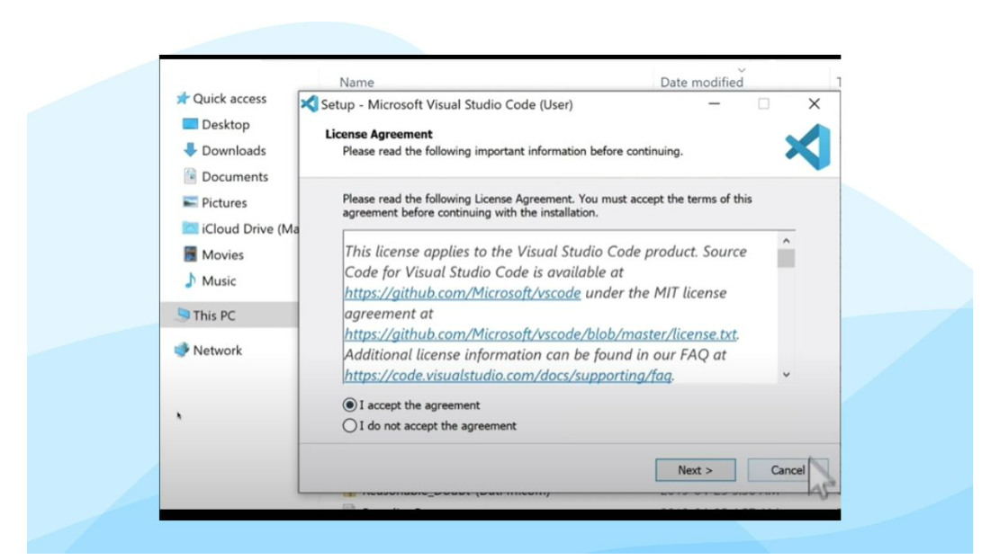 Name
Date modified
Quick access
Desktop
Downloads
Documents
Pictures
iCloud Drive (Ma
Movies
Music
This PC
Network
Setup - Microsoft Visual Studio Code (User)
License Agreement
Please read the following important information before continuing.
Please read the following License Agreement. You must accept the terms of this
agreement before continuing with the installation.
This license applies to the Visual Studio Code product. Source
Code for Visual Studio Code is available at
https://github.com/Microsoft/vscode under the MIT license
agreement at
https://github.com/Microsoft/vscode/blob/master/license.txt.
Additional license information can be found in our FAQ at
https://code.visualstudio.com/docs/supporting/faq.
I accept the agreement
I do not accept the agreement
Next >
Cancel